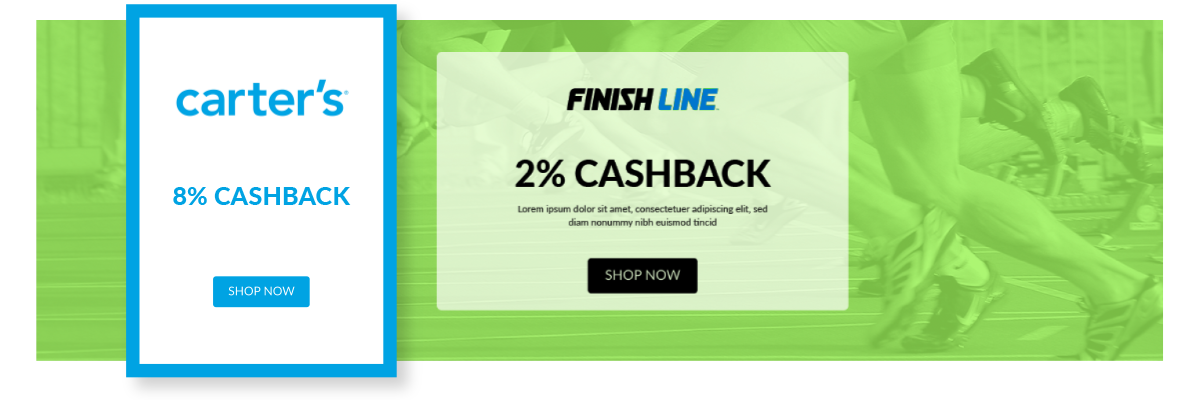 carter's®
8% CASHBACK
SHOP NOW
FINISH LINE
2% CASHBACK
Lorem ipsum dolor sit amet, consectetuer adipiscing elit, sed
diam nonummy nibh euismod tincid
SHOP NOW